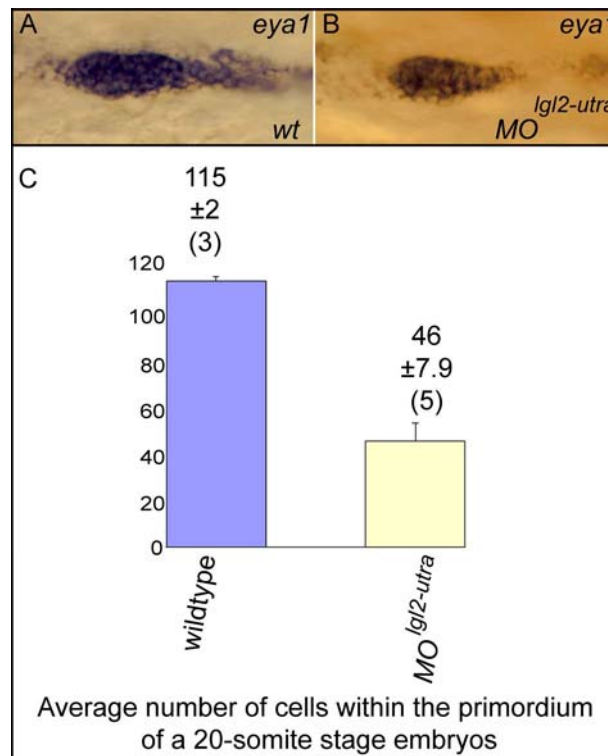 A
eya1
wt
B
eya1
lgl2-utra
MO
C
115
±2
(3)
46
±7.9
(5)
120
100
80
60
40
20
0
wildtype
MO lgl2-utra
Average number of cells within the primordium
of a 20-somite stage embryos